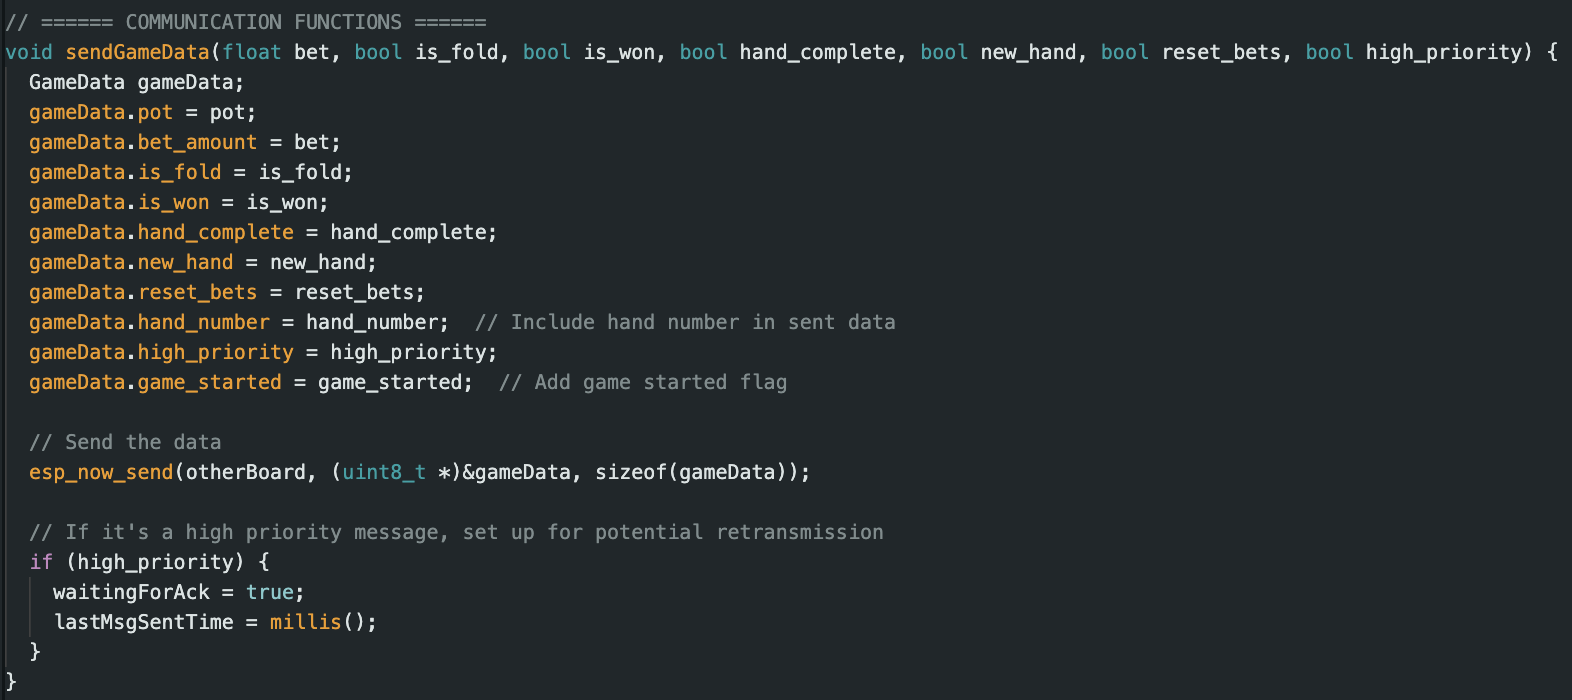 // ====== COMMUNICATION FUNCTIONS ======
void sendGameData(float bet, bool is_fold, bool is_won, bool hand_complete, bool new_hand, bool reset_bets, bool high_priority) {
  GameData gameData;
  gameData.pot = pot;
  gameData.bet_amount = bet;
  gameData.is_fold = is_fold;
  gameData.is_won = is_won;
  gameData.hand_complete = hand_complete;
  gameData.new_hand = new_hand;
  gameData.reset_bets = reset_bets;
  gameData.hand_number = hand_number;  // Include hand number in sent data
  gameData.high_priority = high_priority;
  gameData.game_started = game_started;  // Add game started flag

  // Send the data
  esp_now_send(otherBoard, (uint8_t *)&gameData, sizeof(gameData));

  // If it's a high priority message, set up for potential retransmission
  if (high_priority) {
    waitingForAck = true;
    lastMsgSentTime = millis();
  }
}